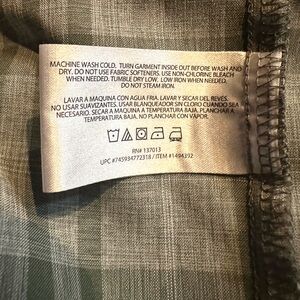 MACHINE WASH COLD. TURN GARMENT INSIDE OUT BEFORE WASH AND
DRY. DO NOT USE FABRIC SOFTENERS. USE NON-CHLORINE BLEACH
WHEN NEEDED. TUMBLE DRY LOW. LOW IRON WHEN NEEDED.
DO NOT STEAM IRON.
LAVAR A MAQUINA CON AGUA FRIA. LAVAR Y SECAR DEL REVES.
NO USAR SUAVIZANTES. USAR BLANQUEADOR SIN CLORO CUANDO SEA
NECESARIO. SECAR A MAQUINA A TEMPERATURA BAJA. PLANCHAR A
TEMPERATURA BAJA. NO PLANCHAR CON VAPOR.
RN# 137013
UPC #745934772318 / ITEM #1494392